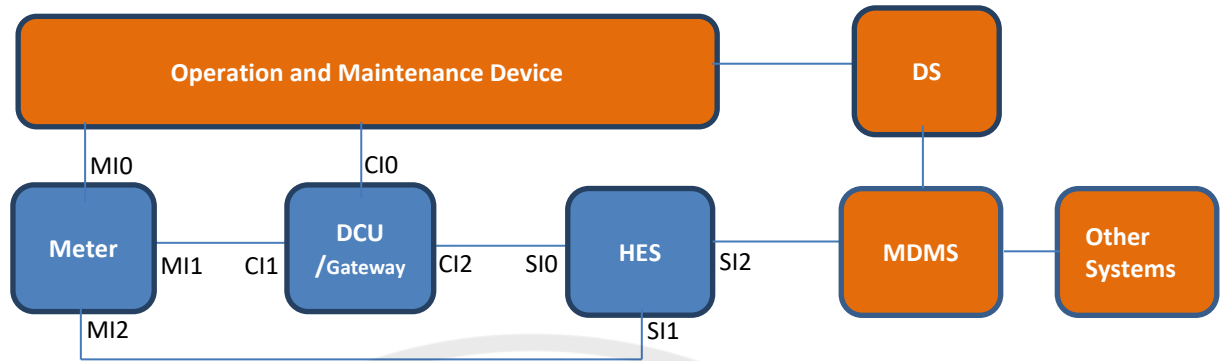 Operation and Maintenance Device
DS
MI0
CI0
Meter
DCU
/Gateway
HES
MDMS
Other
Systems
MI1
CI1
CI2
SI0
SI2
MI2
SI1